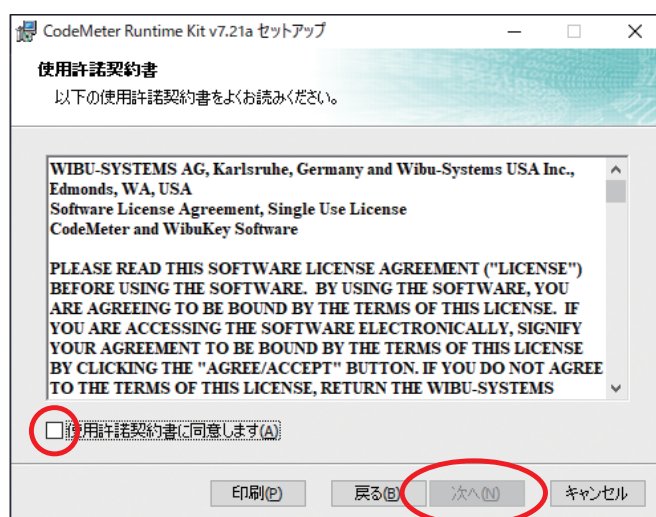 CodeMeter Runtime Kit v7.21a セットアップ
使用許諾契約書
以下の使用許諾契約書をよくお読みください。
WIBU-SYSTEMS AG, Karlsruhe, Germany and Wibu-Systems USA Inc.,
Edmonds, WA, USA
Software License Agreement, Single Use License
CodeMeter and WibuKey Software
PLEASE READ THIS SOFTWARE LICENSE AGREEMENT ("LICENSE")
BEFORE USING THE SOFTWARE. BY USING THE SOFTWARE, YOU
ARE AGREEING TO BE BOUND BY THE TERMS OF THIS LICENSE. IF
YOU ARE ACCESSING THE SOFTWARE ELECTRONICALLY, SIGNIFY
YOUR AGREEMENT TO BE BOUND BY THE TERMS OF THIS LICENSE
BY CLICKING THE "AGREE/ACCEPT" BUTTON. IF YOU DO NOT AGREE
TO THE TERMS OF THIS LICENSE, RETURN THE WIBU-SYSTEMS
使用許諾契約書に同意します(A)
印刷(P) 戻る(B) 次へ(N) キャンセル